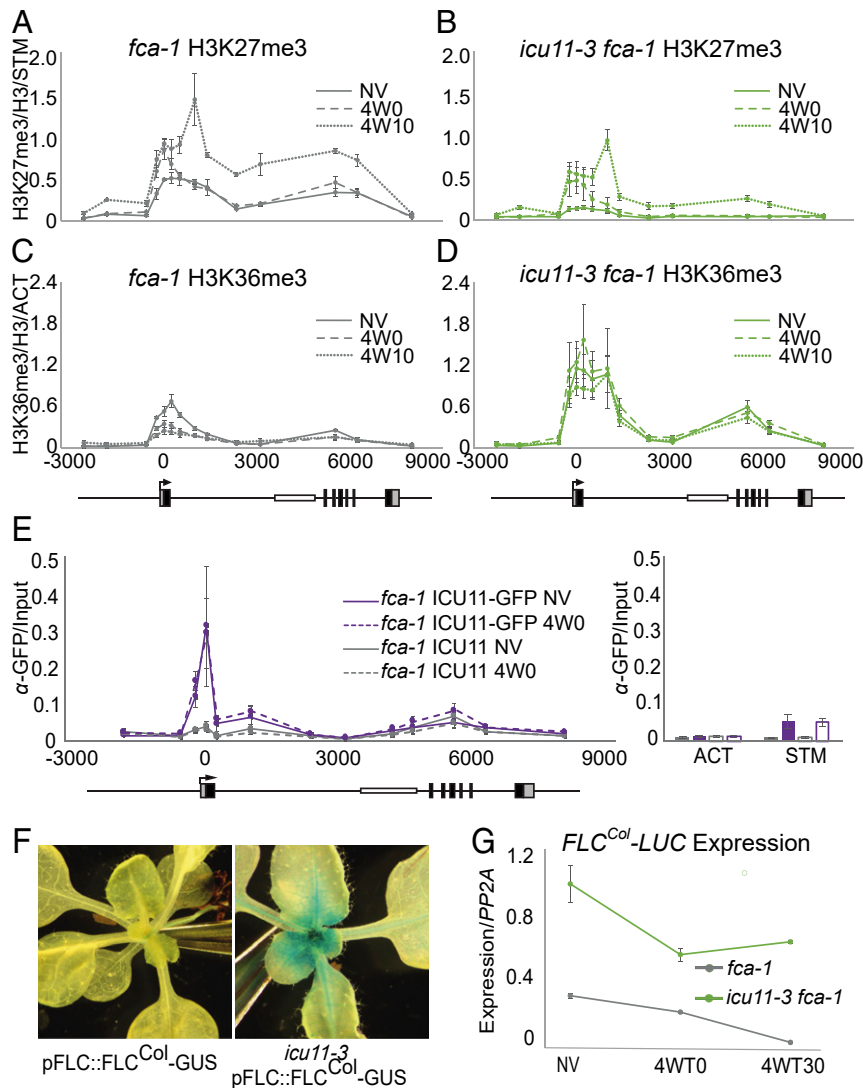 A
fca-1 H3K27me3
H3K27me3/H3/STM
2.0
1.5
1.0
0.5
0
NV
4W0
4W10
B
icu11-3 fca-1 H3K27me3
2.0
1.5
1.0
0.5
0
NV
4W0
4W10
C
fca-1 H3K36me3
H3K36me3/H3/ACT
2.4
1.8
1.2
0.6
0
NV
4W0
4W10
-3000 0 3000 6000 9000
D
icu11-3 fca-1 H3K36me3
2.4
1.8
1.2
0.6
0
NV
4W0
4W10
-3000 0 3000 6000 9000
E
α-GFP/Input
0.5
0.4
0.3
0.2
0.1
0
fca-1 ICU11-GFP NV
fca-1 ICU11-GFP 4W0
fca-1 ICU11 NV
fca-1 ICU11 4W0
-3000 0 3000 6000 9000
α-GFP/Input
0.5
0.4
0.3
0.2
0.1
0
ACT STM
F
pFLC::FLC^Col-GUS
icu11-3
pFLC::FLC^Col-GUS
G
FLC^Col-LUC Expression
Expression/PP2A
1.2
0.8
0.4
0
fca-1
icu11-3 fca-1
NV 4WT0 4WT30